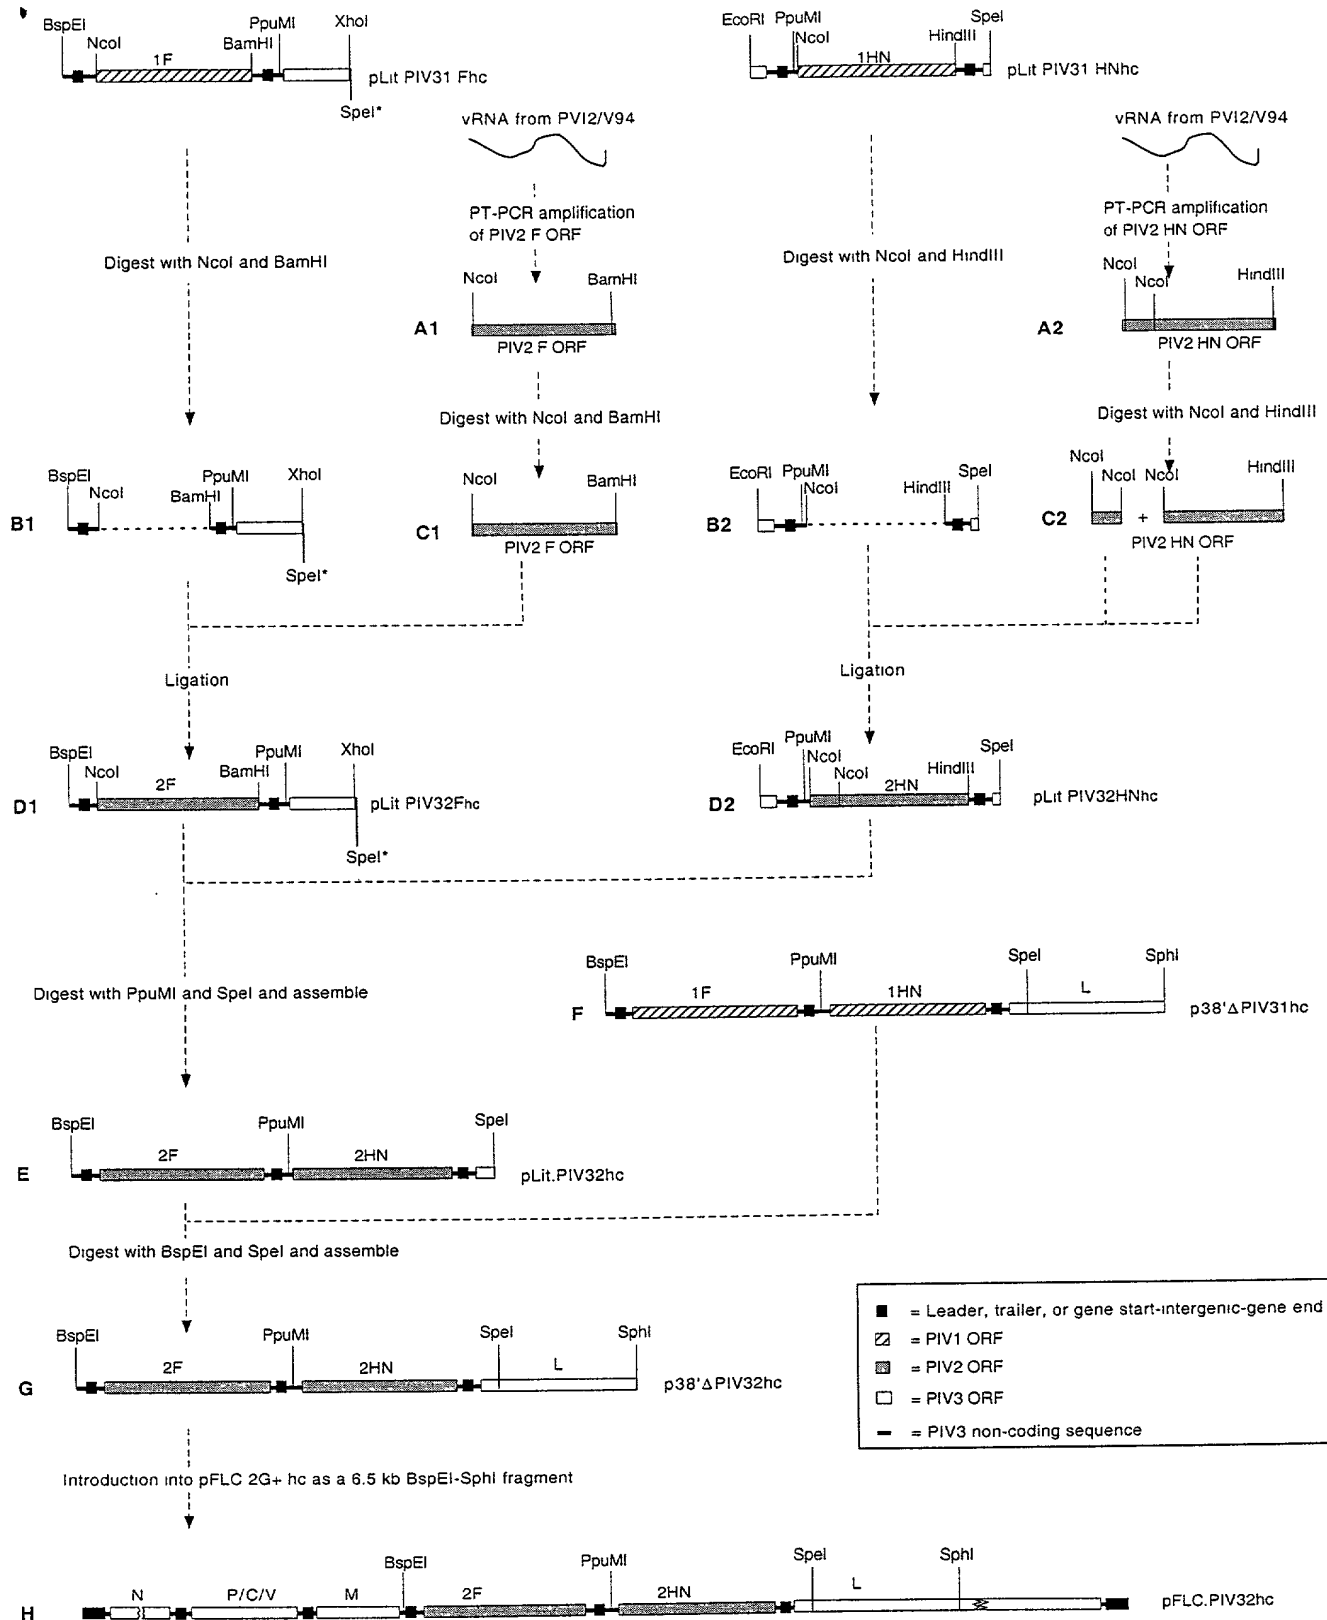 BspEI
NcoI
1F
BamHI
PpuMI
XhoI
pLit PIV31 Fhc
SpeI*
EcoRI
PpuMI
NcoI
1HN
HindIII
SpeI
pLit PIV31 HNhc
vRNA from PVI2/V94
PT-PCR amplification
of PIV2 F ORF
vRNA from PVI2/V94
PT-PCR amplification
of PIV2 HN ORF
Digest with NcoI and BamHI
NcoI
BamHI
A1
PIV2 F ORF
Digest with NcoI and HindIII
NcoI
NcoI
HindIII
A2
PIV2 HN ORF
Digest with NcoI and BamHI
Digest with NcoI and HindIII
BspEI
NcoI
BamHI
PpuMI
XhoI
B1
SpeI*
NcoI
BamHI
C1
PIV2 F ORF
EcoRI
PpuMI
NcoI
HindIII
SpeI
B2
NcoI
NcoI
NcoI
HindIII
C2
+
PIV2 HN ORF
Ligation
Ligation
BspEI
NcoI
2F
BamHI
PpuMI
XhoI
D1
pLit PIV32Fhc
SpeI*
EcoRI
PpuMI
NcoI
NcoI
2HN
HindIII
SpeI
D2
pLit PIV32HNhc
Digest with PpuMI and SpeI and assemble
BspEI
1F
PpuMI
1HN
SpeI
L
SphI
F
p38'ΔPIV31hc
BspEI
2F
PpuMI
2HN
SpeI
E
pLit.PIV32hc
Digest with BspEI and SpeI and assemble
BspEI
2F
PpuMI
2HN
SpeI
L
SphI
G
p38'ΔPIV32hc
= Leader, trailer, or gene start-intergenic-gene end
= PIV1 ORF
= PIV2 ORF
= PIV3 ORF
= PIV3 non-coding sequence
Introduction into pFLC 2G+ hc as a 6.5 kb BspEI-SphI fragment
H
N
P/C/V
M
BspEI
2F
PpuMI
2HN
SpeI
L
SphI
pFLC.PIV32hc